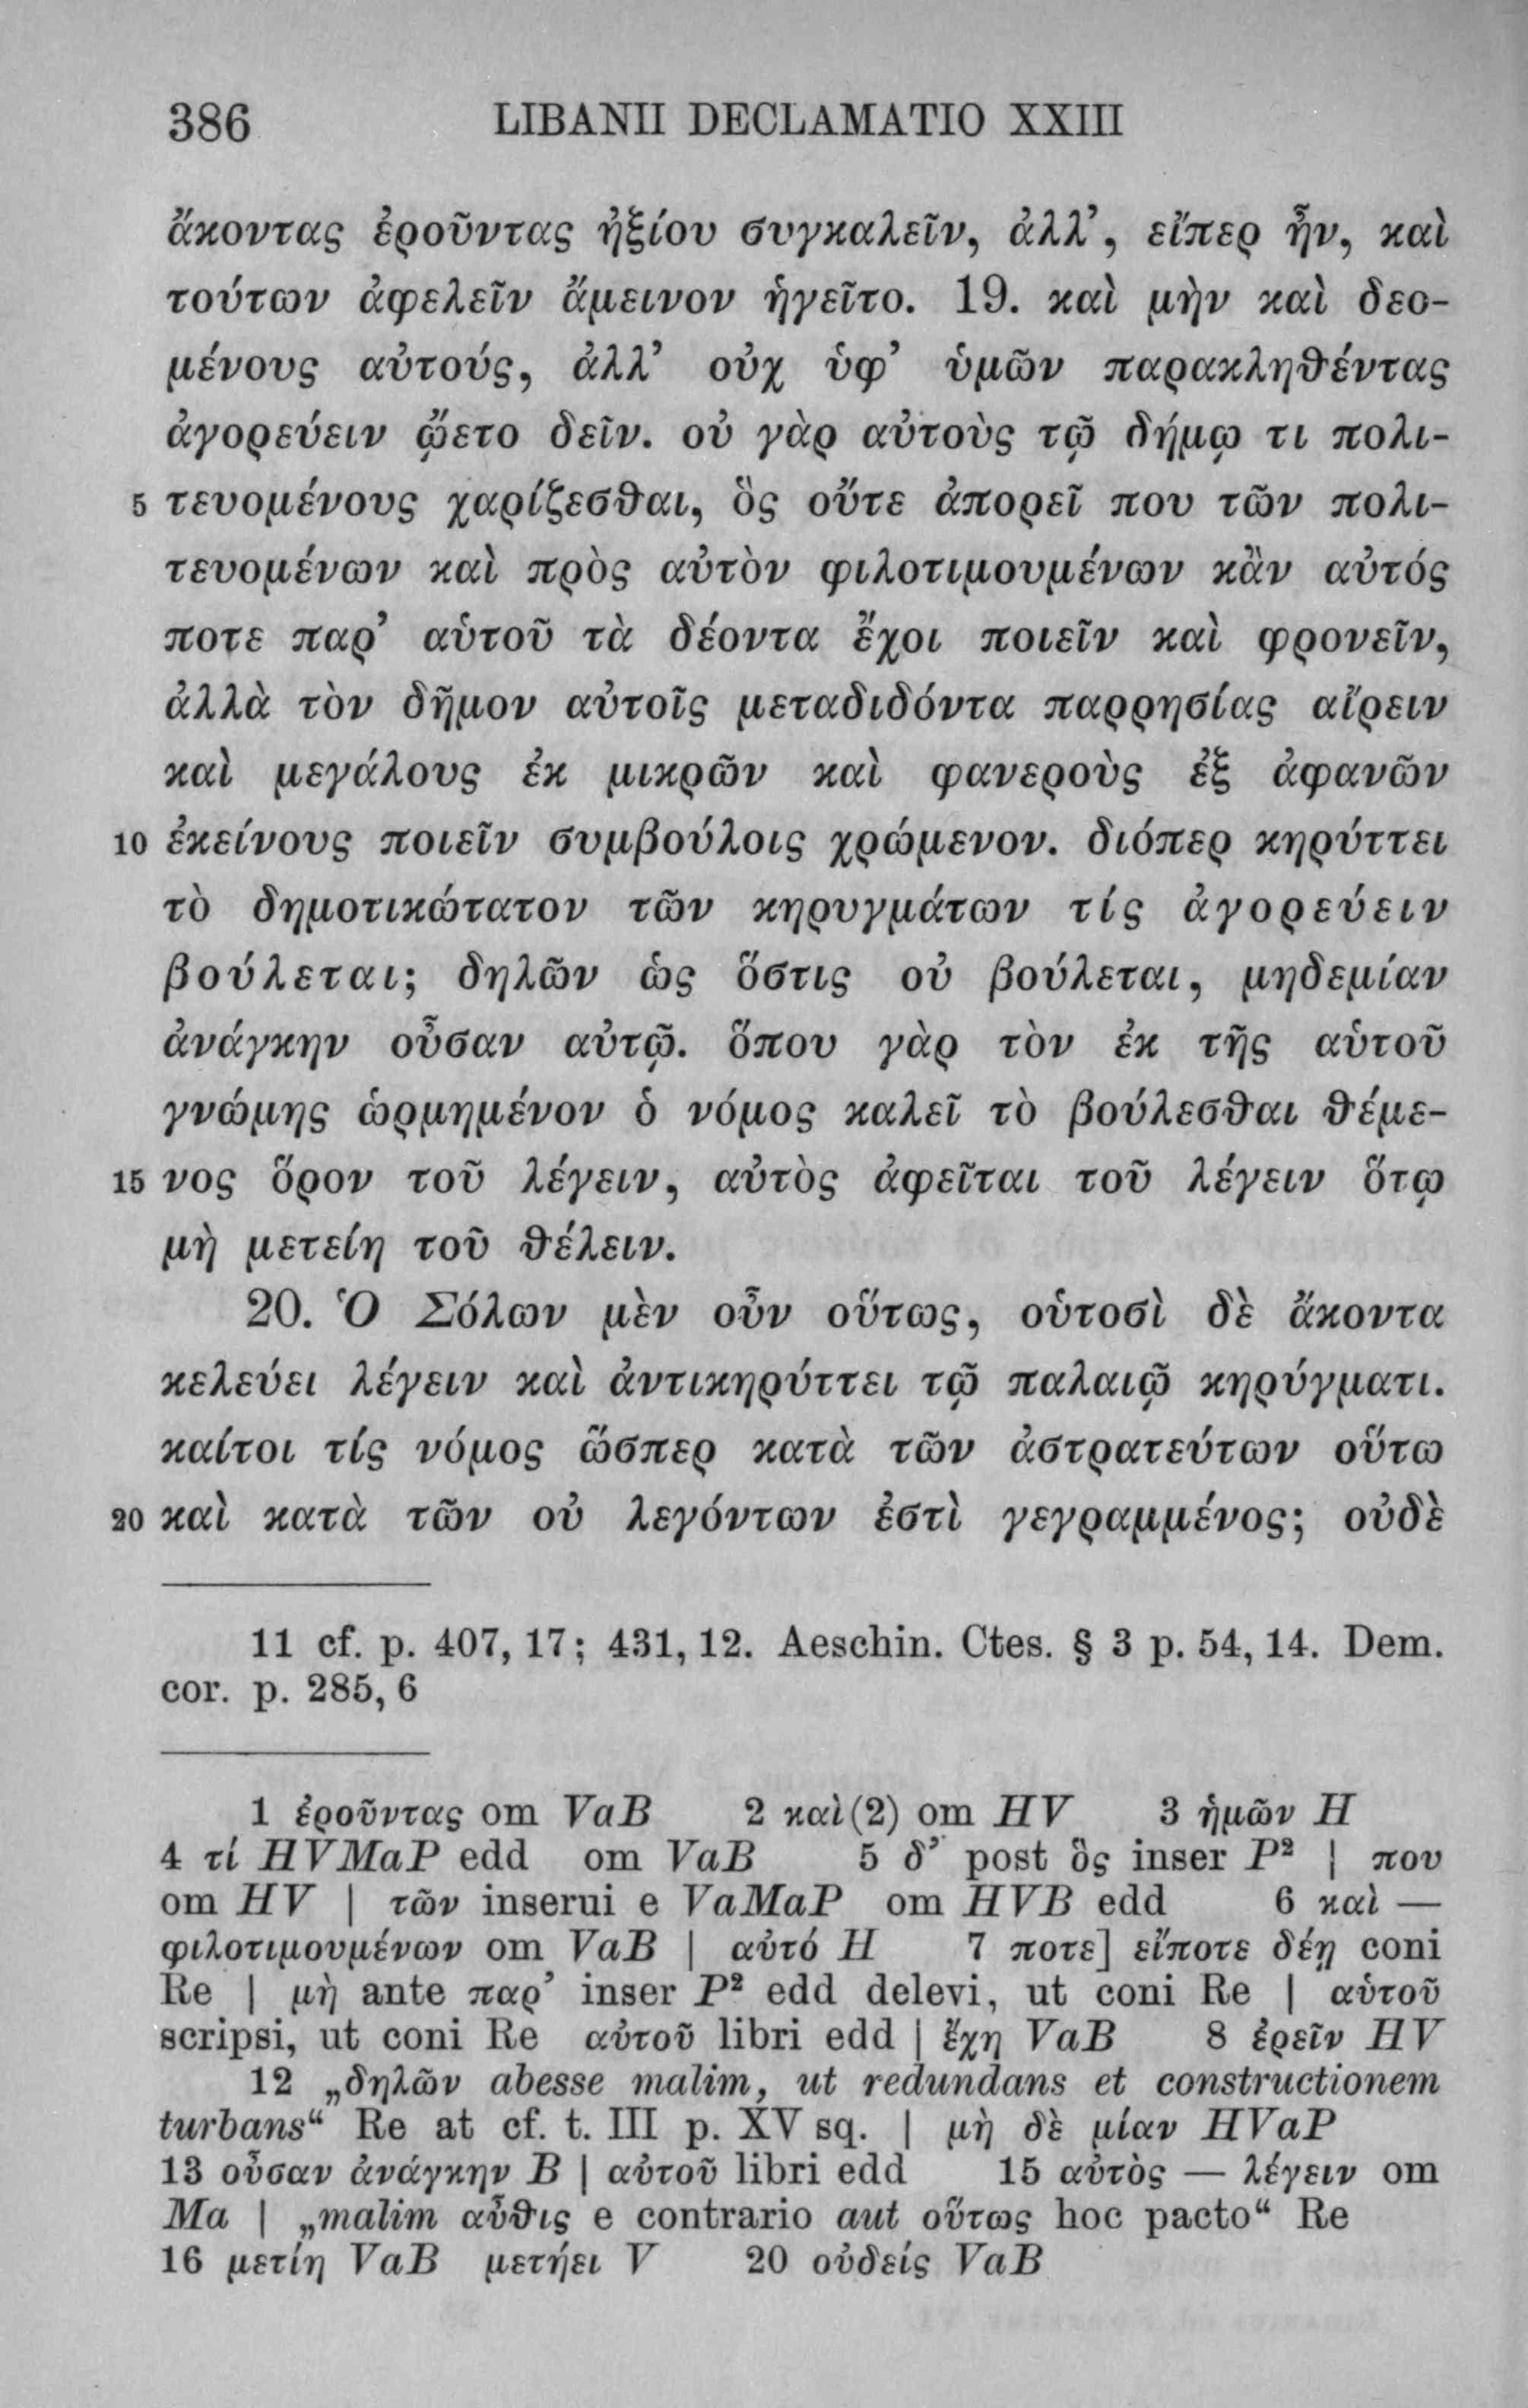 386 LIBANII DECLAMATIO XXIII
ἄκοντας ἐροῦντας ἠξίου συγκαλεῖν, ἀλλ’, εἴπερ ἦν, καὶ
τούτων ἀφελεῖν ἄμεινον ἡγεῖτο. 19. καὶ μὴν καὶ δεο-
μένους αὐτούς, ἀλλ’ οὐχ ὑφ’ ὑμῶν παρακληθέντας
ἀγορεύειν ᾤετο δεῖν. οὐ γὰρ αὐτοὺς τῷ δήμῳ τι πολι-
5 τευομένους χαρίζεσθαι, ὃς οὔτε ἀπορεῖ που τῶν πολι-
τευομένων καὶ πρὸς αὐτὸν φιλοτιμουμένων κἂν αὐτός
ποτε παρ’ αὑτοῦ τὰ δέοντα ἔχοι ποιεῖν καὶ φρονεῖν,
ἀλλὰ τὸν δῆμον αὐτοῖς μεταδιδόντα παρρησίας αἴρειν
καὶ μεγάλους ἐκ μικρῶν καὶ φανεροὺς ἐξ ἀφανῶν
10 ἐκείνους ποιεῖν συμβούλοις χρώμενον. διόπερ κηρύττει
τὸ δημοτικώτατον τῶν κηρυγμάτων τίς ἀγορεύειν
βούλεται; δηλῶν ὡς ὅστις οὐ βούλεται, μηδεμίαν
ἀνάγκην οὖσαν αὐτῷ. ὅπου γὰρ τὸν ἐκ τῆς αὑτοῦ
γνώμης ὡρμημένον ὁ νόμος καλεῖ τὸ βούλεσθαι θέμε-
15 νος ὅρον τοῦ λέγειν, αὐτὸς ἀφεῖται τοῦ λέγειν ὅτῳ
μὴ μετείη τοῦ θέλειν.
20. Ὁ Σόλων μὲν οὖν οὕτως, οὑτοσὶ δὲ ἄκοντα
κελεύει λέγειν καὶ ἀντικηρύττει τῷ παλαιῷ κηρύγματι.
καίτοι τίς νόμος ὥσπερ κατὰ τῶν ἀστρατεύτων οὕτω
20 καὶ κατὰ τῶν οὐ λεγόντων ἐστὶ γεγραμμένος; οὐδὲ
11 cf. p. 407, 17; 431, 12. Aeschin. Ctes. § 3 p. 54, 14. Dem.
cor. p. 285, 6
1 ἐροῦντας om VaB 2 καὶ(2) om HV 3 ἡμῶν H
4 τί HVMaP edd om VaB 5 δ’ post ὃς inser P² | που
om HV | τῶν inserui e VaMaP om HVB edd 6 καὶ —
φιλοτιμουμένων om VaB | αὐτό H 7 ποτε] εἴποτε δέῃ coni
Re | μὴ ante παρ’ inser P² edd delevi, ut coni Re | αὑτοῦ
scripsi, ut coni Re αὐτοῦ libri edd | ἔχῃ VaB 8 ἐρεῖν HV
12 „δηλῶν abesse malim, ut redundans et constructionem
turbans“ Re at cf. t. III p. XV sq. | μὴ δὲ μίαν HVaP
13 οὖσαν ἀνάγκην B | αὐτοῦ libri edd 15 αὐτὸς — λέγειν om
Ma | „malim αὖθις e contrario aut οὕτως hoc pacto“ Re
16 μετίη VaB μετήει V 20 οὐδείς VaB